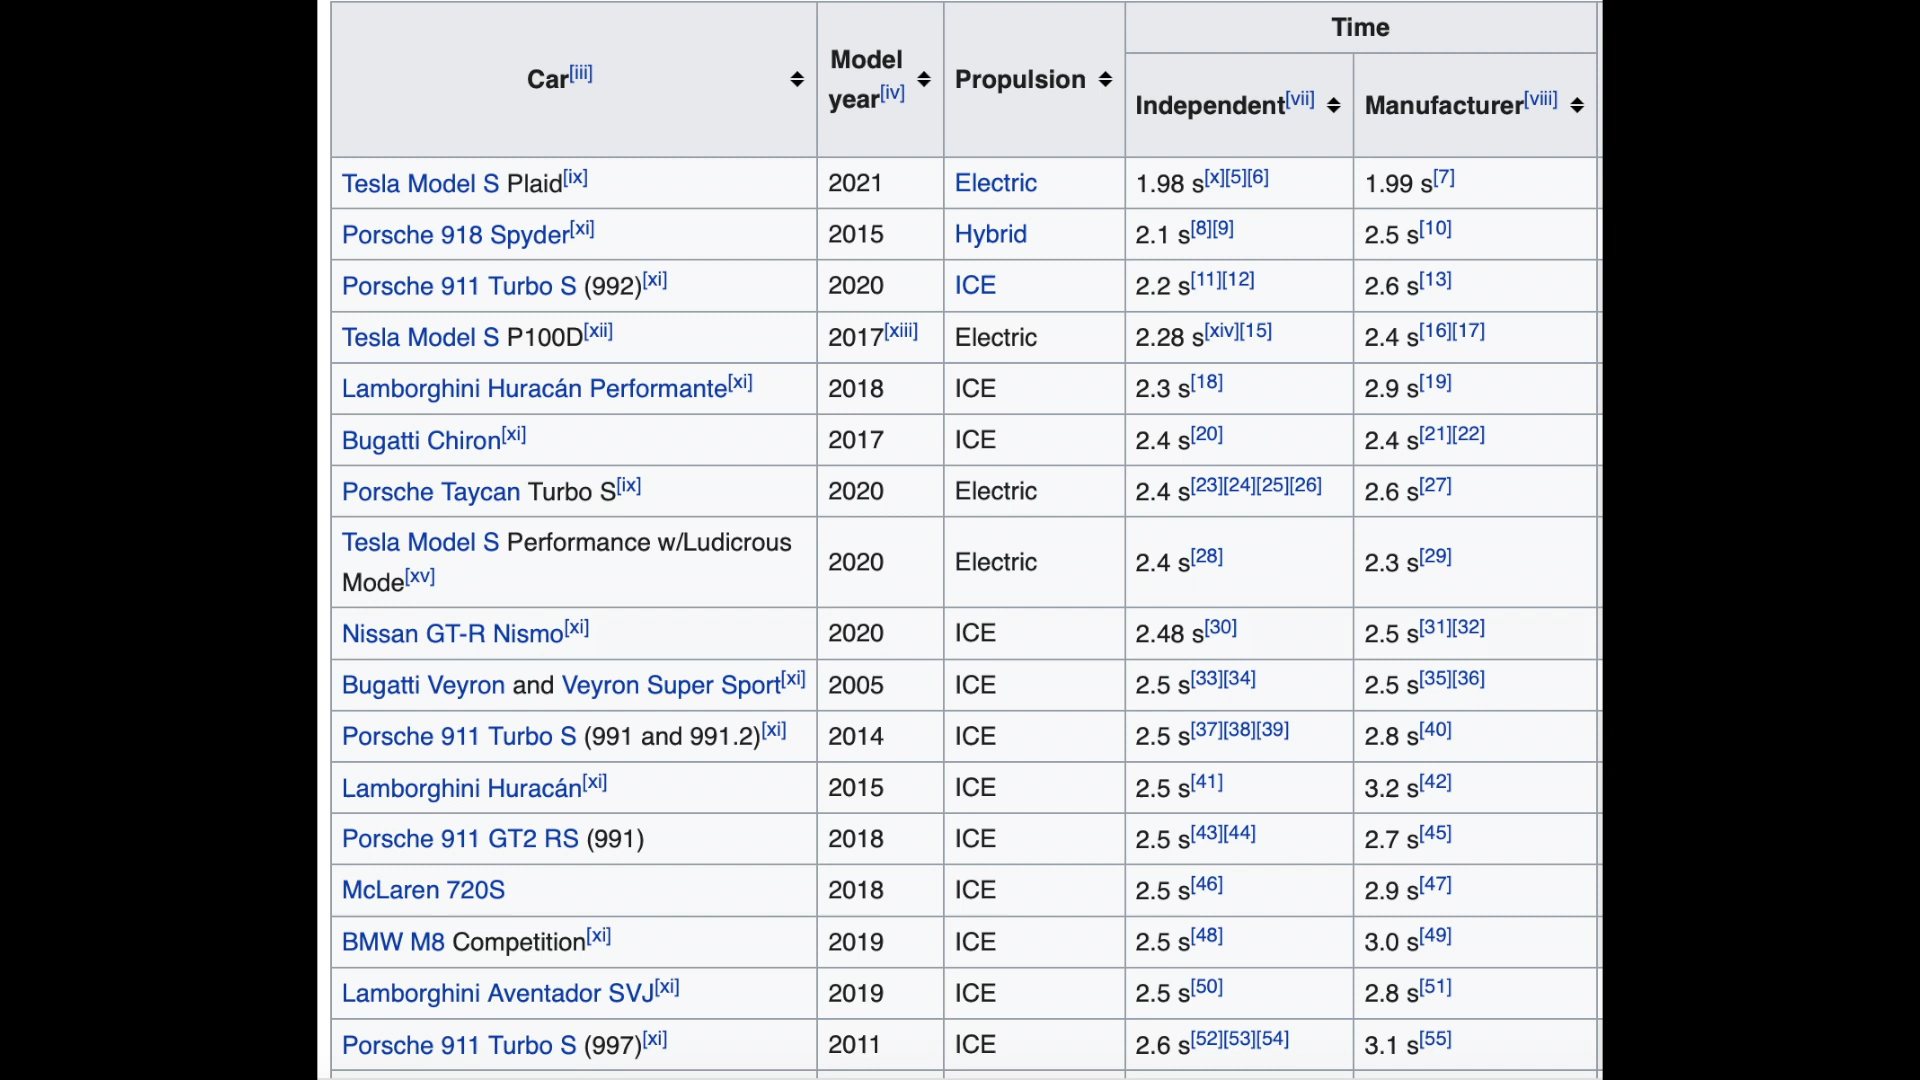 Time
Car[iii] Model year[iv] Propulsion Independent[vii] Manufacturer[viii]
Tesla Model S Plaid[ix] 2021 Electric 1.98 s[x][5][6] 1.99 s[7]
Porsche 918 Spyder[xi] 2015 Hybrid 2.1 s[8][9] 2.5 s[10]
Porsche 911 Turbo S (992)[xi] 2020 ICE 2.2 s[11][12] 2.6 s[13]
Tesla Model S P100D[xii] 2017[xiii] Electric 2.28 s[xiv][15] 2.4 s[16][17]
Lamborghini Huracán Performante[xi] 2018 ICE 2.3 s[18] 2.9 s[19]
Bugatti Chiron[xi] 2017 ICE 2.4 s[20] 2.4 s[21][22]
Porsche Taycan Turbo S[ix] 2020 Electric 2.4 s[23][24][25][26] 2.6 s[27]
Tesla Model S Performance w/Ludicrous
Mode[xv] 2020 Electric 2.4 s[28] 2.3 s[29]
Nissan GT-R Nismo[xi] 2020 ICE 2.48 s[30] 2.5 s[31][32]
Bugatti Veyron and Veyron Super Sport[xi] 2005 ICE 2.5 s[33][34] 2.5 s[35][36]
Porsche 911 Turbo S (991 and 991.2)[xi] 2014 ICE 2.5 s[37][38][39] 2.8 s[40]
Lamborghini Huracán[xi] 2015 ICE 2.5 s[41] 3.2 s[42]
Porsche 911 GT2 RS (991) 2018 ICE 2.5 s[43][44] 2.7 s[45]
McLaren 720S 2018 ICE 2.5 s[46] 2.9 s[47]
BMW M8 Competition[xi] 2019 ICE 2.5 s[48] 3.0 s[49]
Lamborghini Aventador SVJ[xi] 2019 ICE 2.5 s[50] 2.8 s[51]
Porsche 911 Turbo S (997)[xi] 2011 ICE 2.6 s[52][53][54] 3.1 s[55]